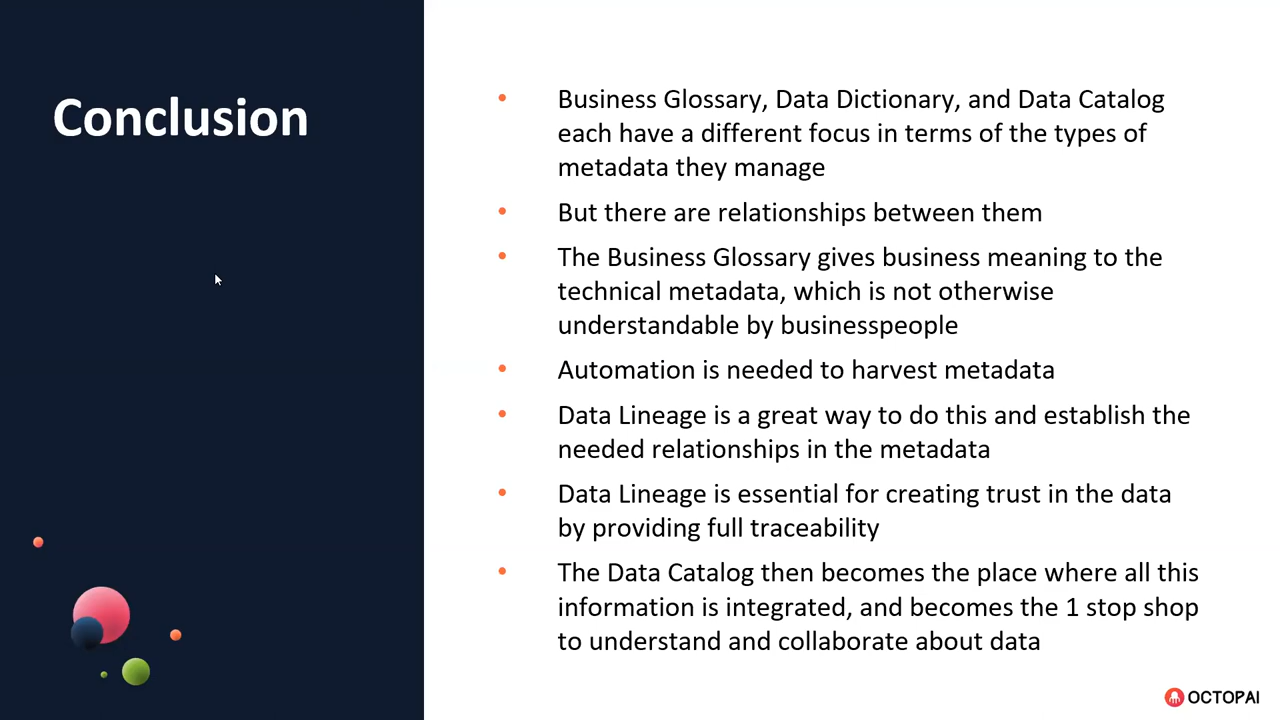 Conclusion
• Business Glossary, Data Dictionary, and Data Catalog
each have a different focus in terms of the types of
metadata they manage
• But there are relationships between them
• The Business Glossary gives business meaning to the
technical metadata, which is not otherwise
understandable by businesspeople
• Automation is needed to harvest metadata
• Data Lineage is a great way to do this and establish the
needed relationships in the metadata
• Data Lineage is essential for creating trust in the data
by providing full traceability
• The Data Catalog then becomes the place where all this
information is integrated, and becomes the 1 stop shop
to understand and collaborate about data
OCTOPAI